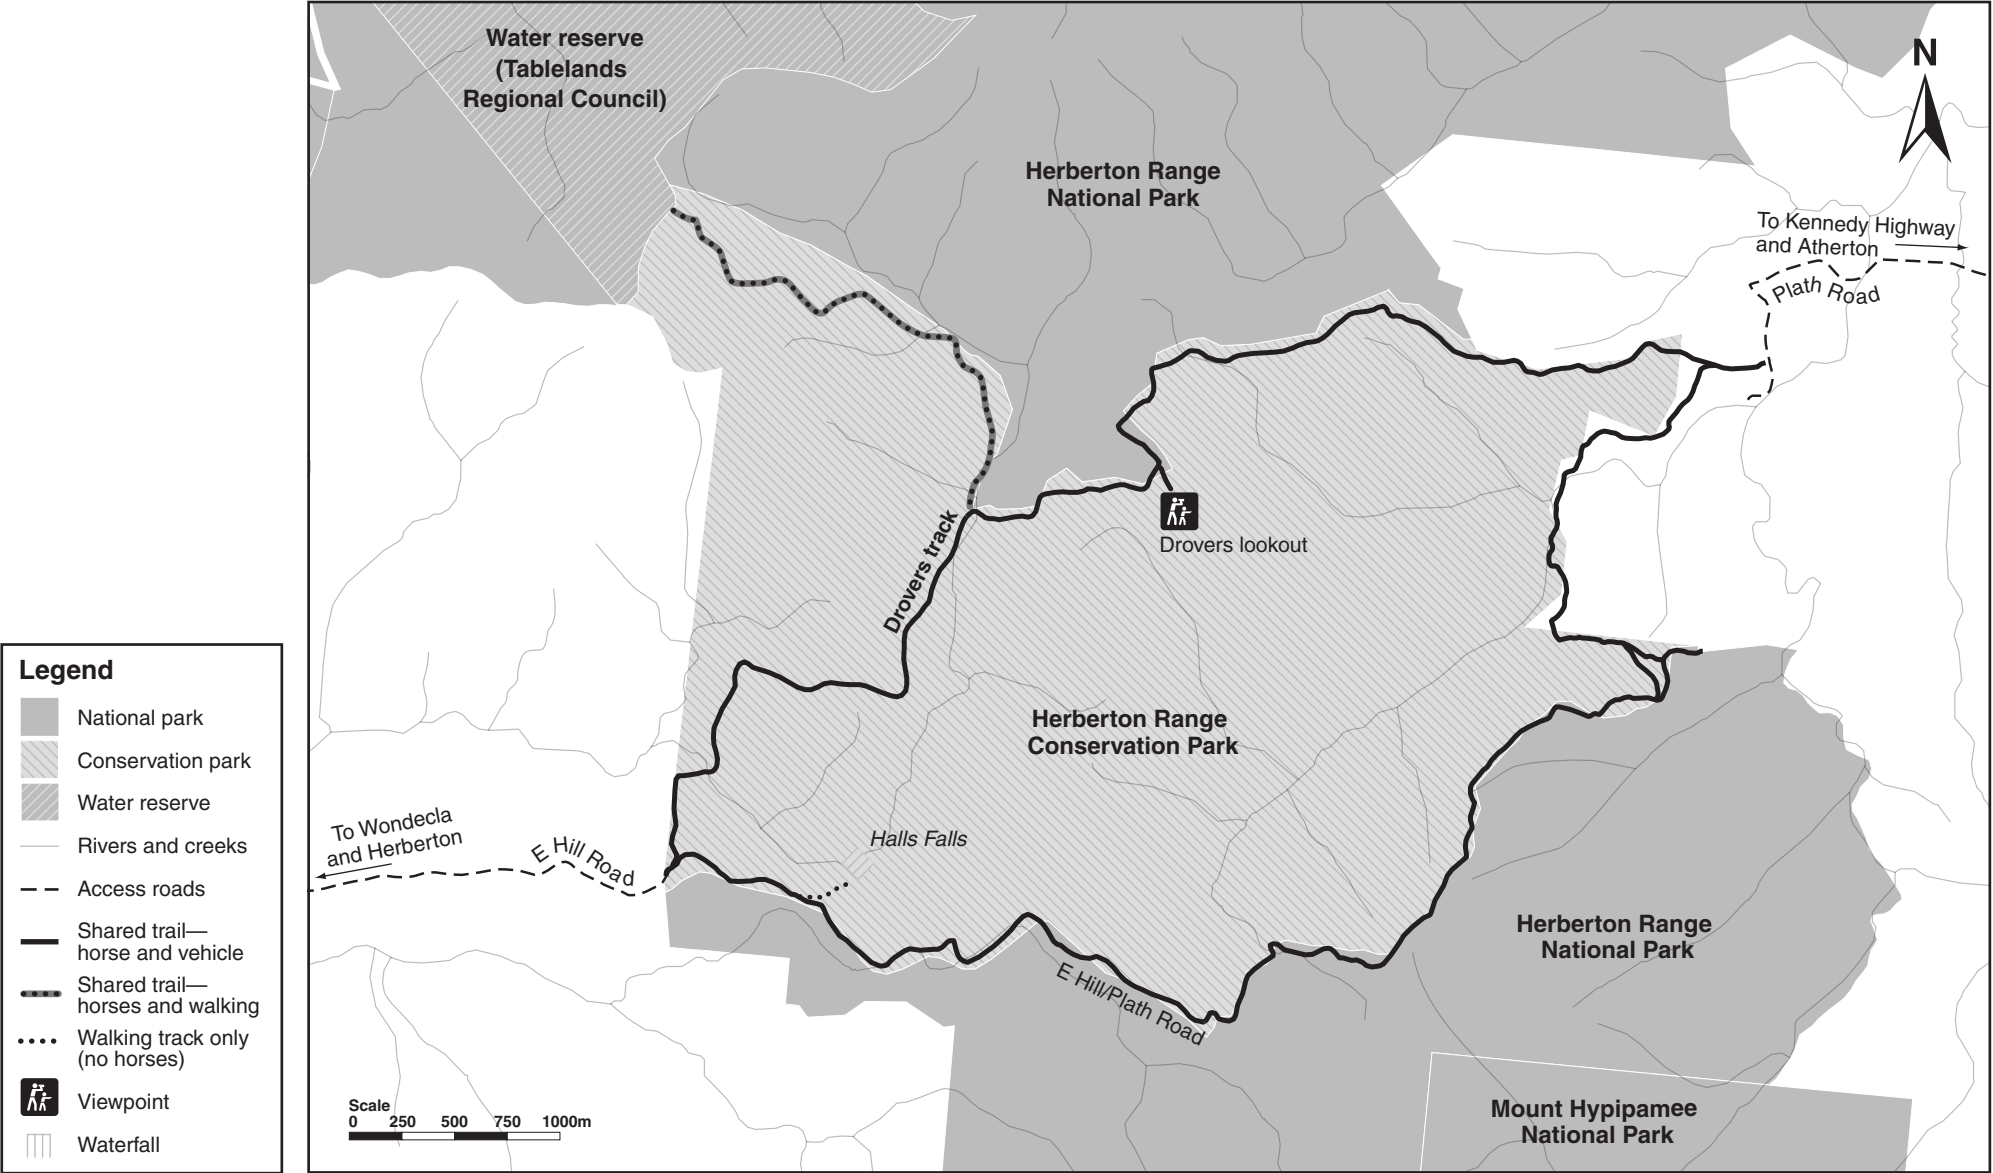 Water reserve
(Tablelands
Regional Council)
N
Herberton Range
National Park
To Kennedy Highway
and Atherton
Plath Road
Drovers track
Drovers lookout
Herberton Range
Conservation Park
To Wondecla
and Herberton
E Hill Road
Halls Falls
Herberton Range
National Park
E Hill/Plath Road
Mount Hypipamee
National Park
Scale
0 250 500 750 1000m
Legend
National park
Conservation park
Water reserve
Rivers and creeks
Access roads
Shared trail—
horse and vehicle
Shared trail—
horses and walking
Walking track only
(no horses)
Viewpoint
Waterfall